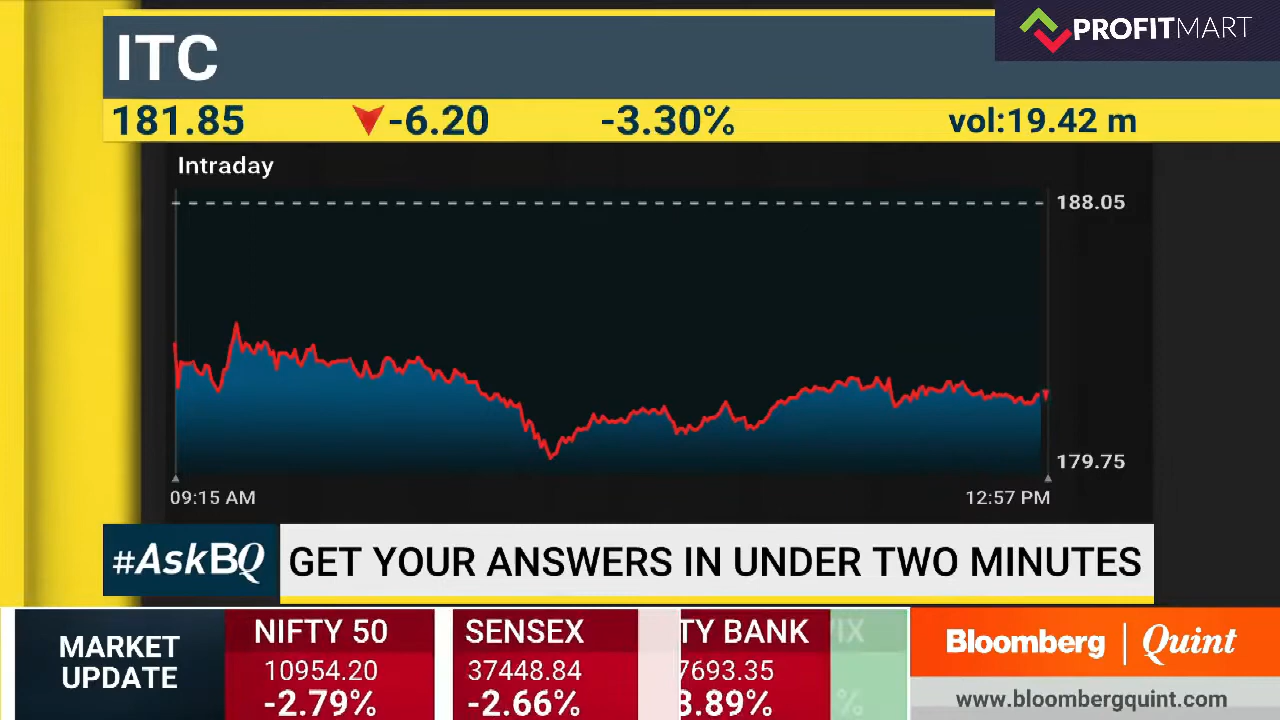 PROFITMART
ITC
181.85 -6.20 -3.30% vol:19.42 m
Intraday
188.05
179.75
09:15 AM 12:57 PM
#AskBQ GET YOUR ANSWERS IN UNDER TWO MINUTES
MARKET UPDATE
NIFTY 50
10954.20
-2.79%
SENSEX
37448.84
-2.66%
TY BANK
7693.35
3.89%
IX
%
Bloomberg | Quint
www.bloombergquint.com